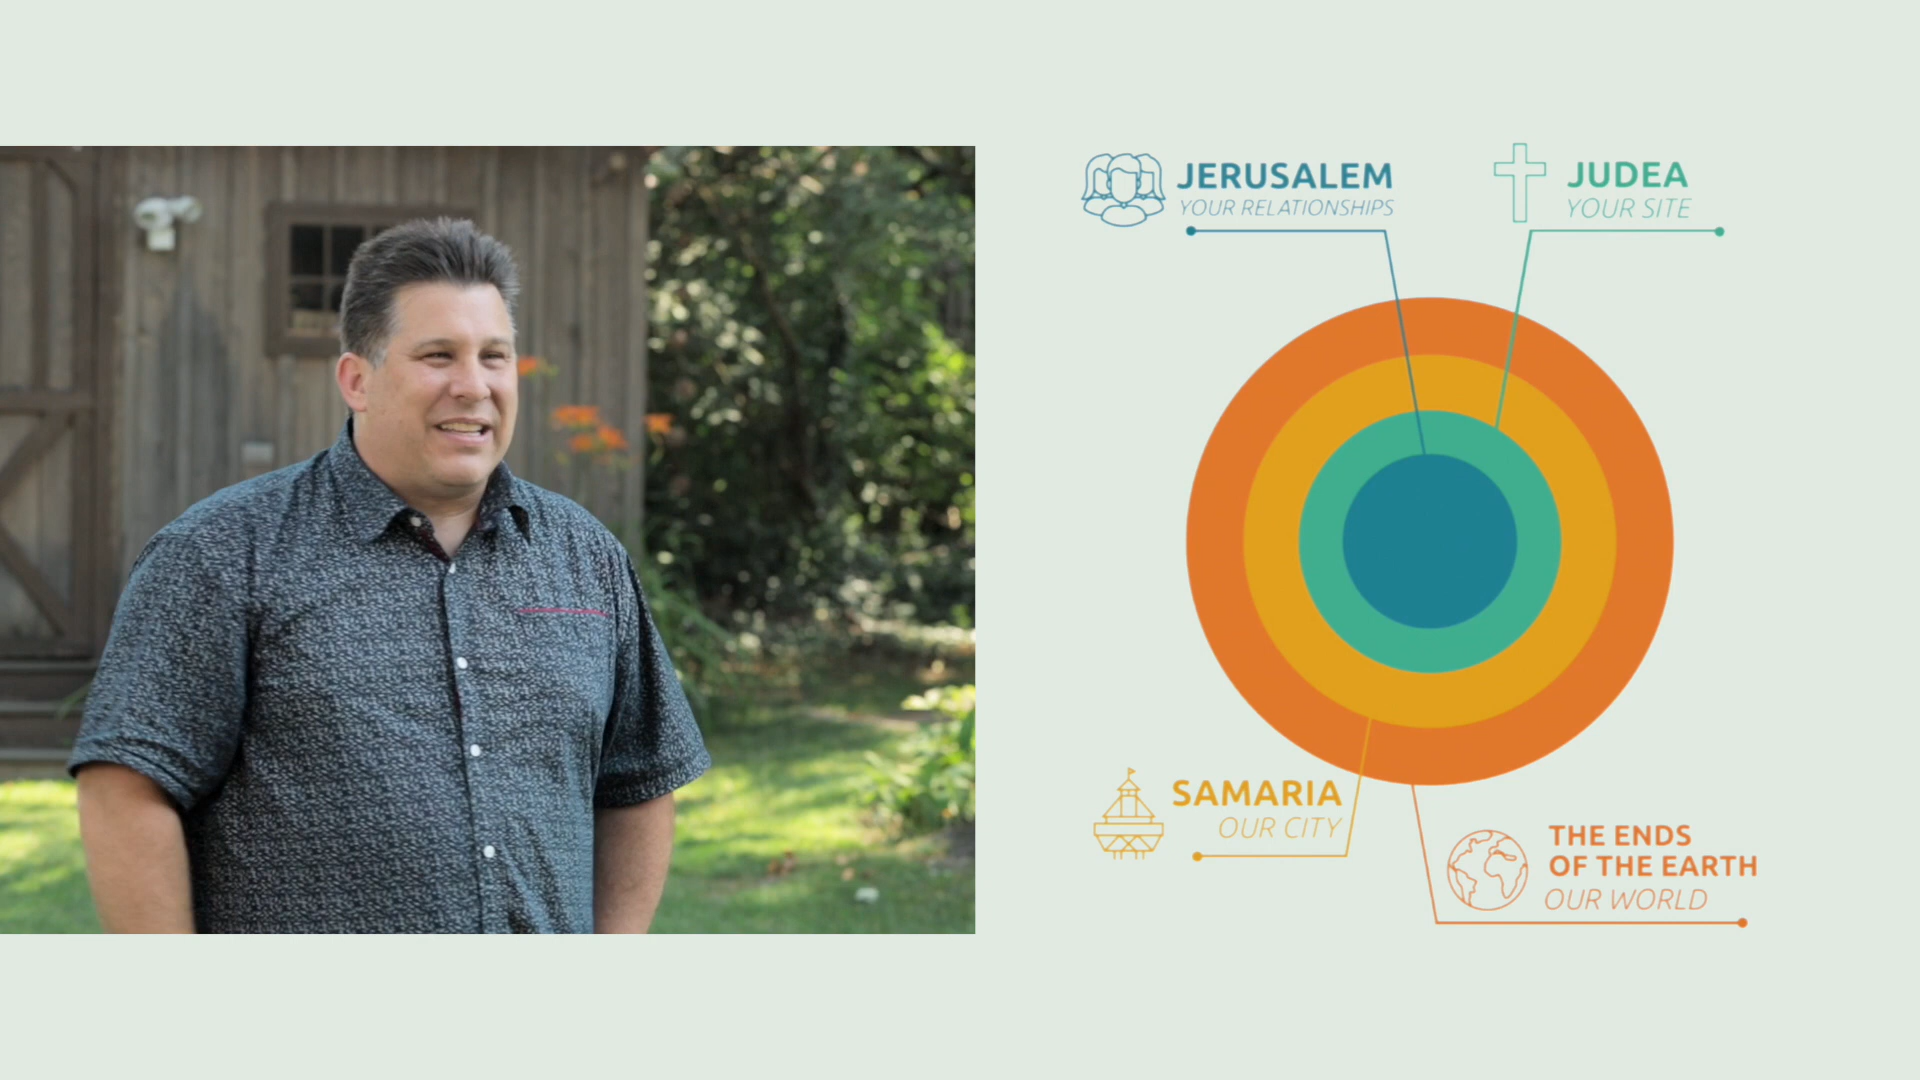 JERUSALEM
YOUR RELATIONSHIPS
JUDEA
YOUR SITE
SAMARIA
OUR CITY
THE ENDS
OF THE EARTH
OUR WORLD